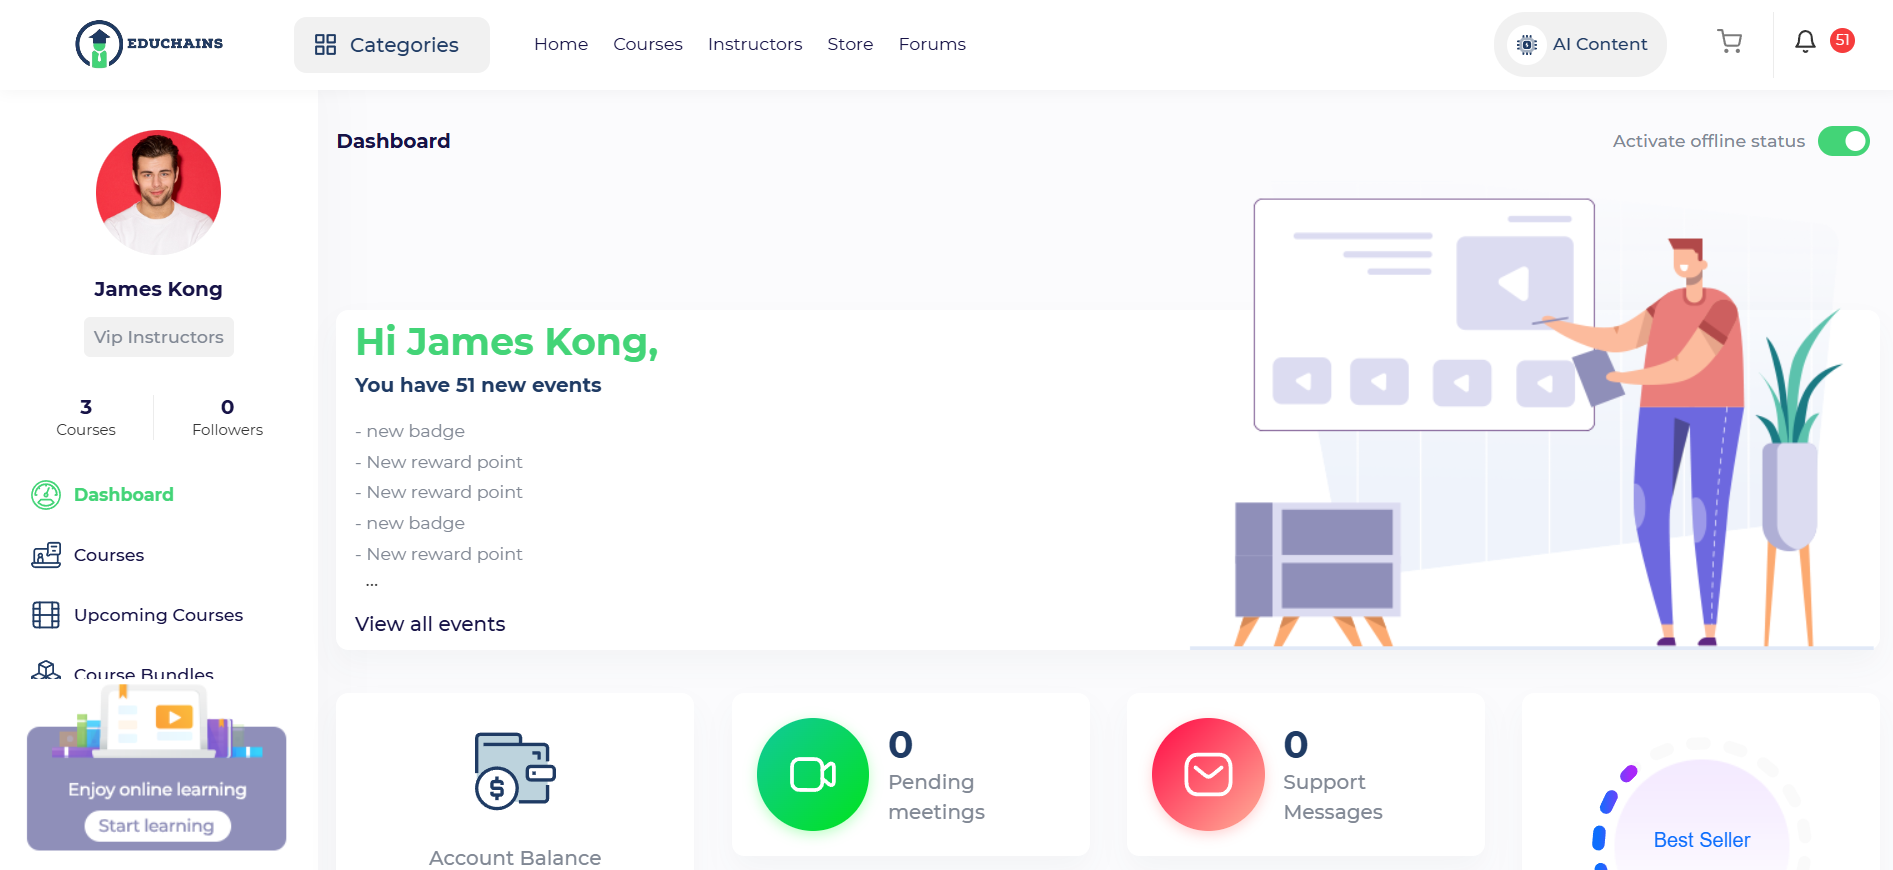 EDUCHAINS
Categories
Home
Courses
Instructors
Store
Forums
AI Content
51
James Kong
Vip Instructors
3
Courses
0
Followers
Dashboard
Courses
Upcoming Courses
Course Bundles
Enjoy online learning
Start learning
Dashboard
Activate offline status
Hi James Kong,
You have 51 new events
- new badge
- New reward point
- New reward point
- new badge
- New reward point
...
View all events
$
Account Balance
0
Pending
meetings
0
Support
Messages
Best Seller